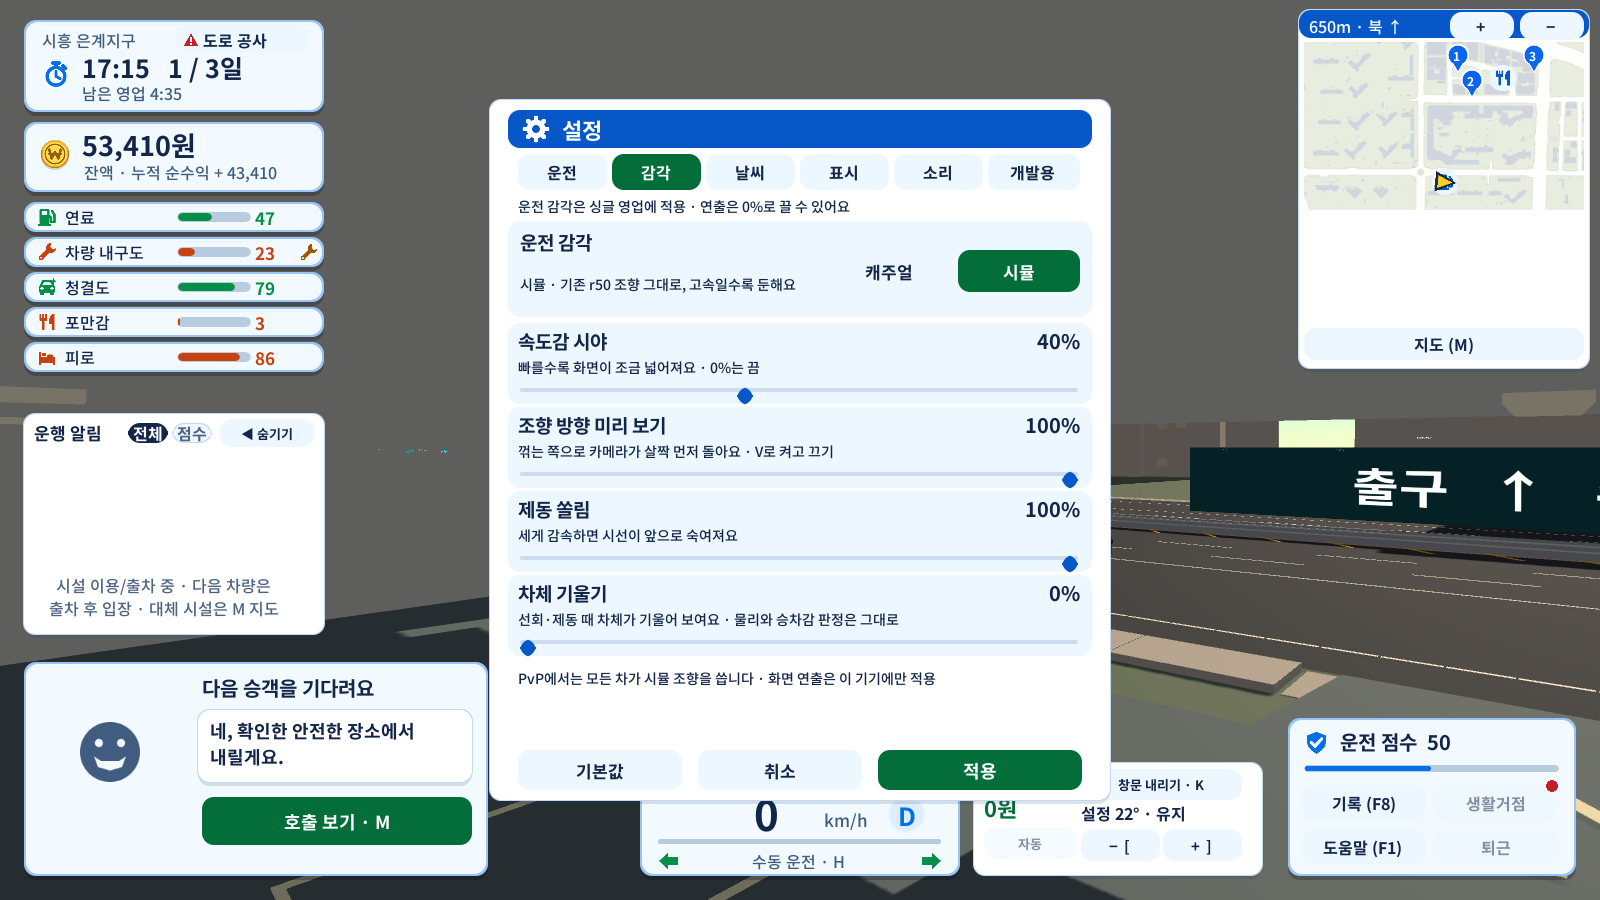 시흥 은계지구
도로 공사
17:15 1 / 3일
남은 영업 4:35
53,410원
잔액 · 누적 순수익 + 43,410
연료 47
차량 내구도 23
청결도 79
포만감 3
피로 86
운행 알림 전체 점수 ◀ 숨기기
시설 이용/출차 중 · 다음 차량은
출차 후 입장 · 대체 시설은 M 지도
다음 승객을 기다려요
네, 확인한 안전한 장소에서
내릴게요.
호출 보기 · M
설정
운전 감각 날씨 표시 소리 개발용
운전 감각은 싱글 영업에 적용 · 연출은 0%로 끌 수 있어요
운전 감각
시뮬 · 기존 r50 조향 그대로, 고속일수록 둔해요
캐주얼 시뮬
속도감 시야 40%
빠를수록 화면이 조금 넓어져요 · 0%는 끔
조향 방향 미리 보기 100%
꺾는 쪽으로 카메라가 살짝 먼저 돌아요 · V로 켜고 끄기
제동 쏠림 100%
세게 감속하면 시선이 앞으로 숙여져요
차체 기울기 0%
선회·제동 때 차체가 기울어 보여요 · 물리와 승차감 판정은 그대로
PvP에서는 모든 차가 시뮬 조향을 씁니다 · 화면 연출은 이 기기에만 적용
기본값 취소 적용
0 km/h D
수동 운전 · H
창문 내리기 · K
0원 설정 22° · 유지
자동 − [ + ]
650m · 북 ↑ + −
1 2 3
지도 (M)
출구 ↑
운전 점수 50
기록 (F8) 생활거점
도움말 (F1) 퇴근